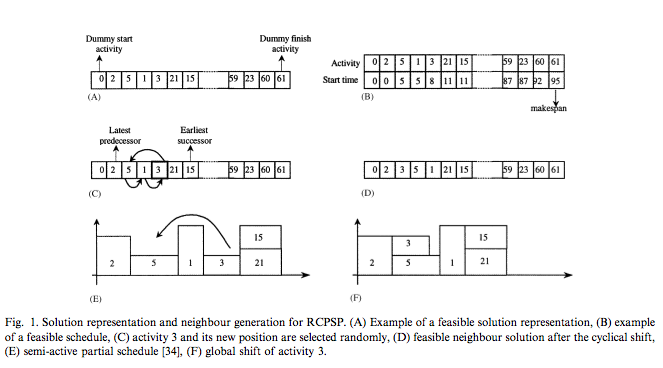 Dummy start
activity
Dummy finish
activity
0 2 5 1 3 21 15 59 23 60 61
(A)
Activity 0 2 5 1 3 21 15 59 23 60 61
Start time 0 0 5 5 8 11 11 87 87 92 95
(B)
makespan
Latest
predecessor
Earliest
successor
0 2 5 1 3 21 15 59 23 60 61
(C)
0 2 3 5 1 21 15 59 23 60 61
(D)
2 5 1 3 15 21
(E)
2 3 5 1 15 21
(F)
Fig. 1. Solution representation and neighbour generation for RCPSP. (A) Example of a feasible solution representation, (B) example
of a feasible schedule, (C) activity 3 and its new position are selected randomly, (D) feasible neighbour solution after the cyclical shift,
(E) semi-active partial schedule [34], (F) global shift of activity 3.